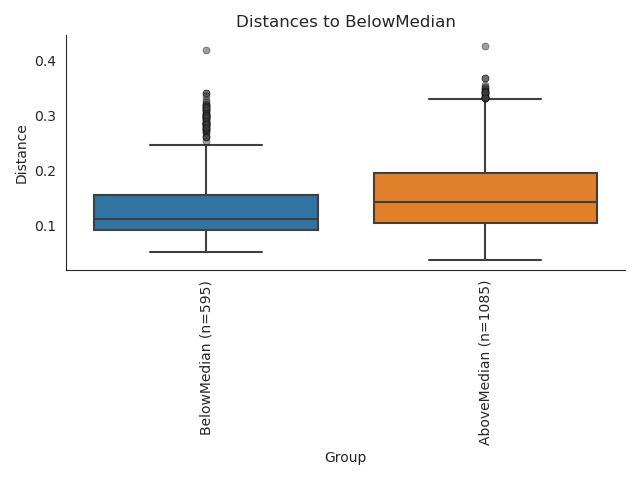 Distances to BelowMedian
0.4
0.3
0.2
0.1
Distance
BelowMedian (n=595)
AboveMedian (n=1085)
Group